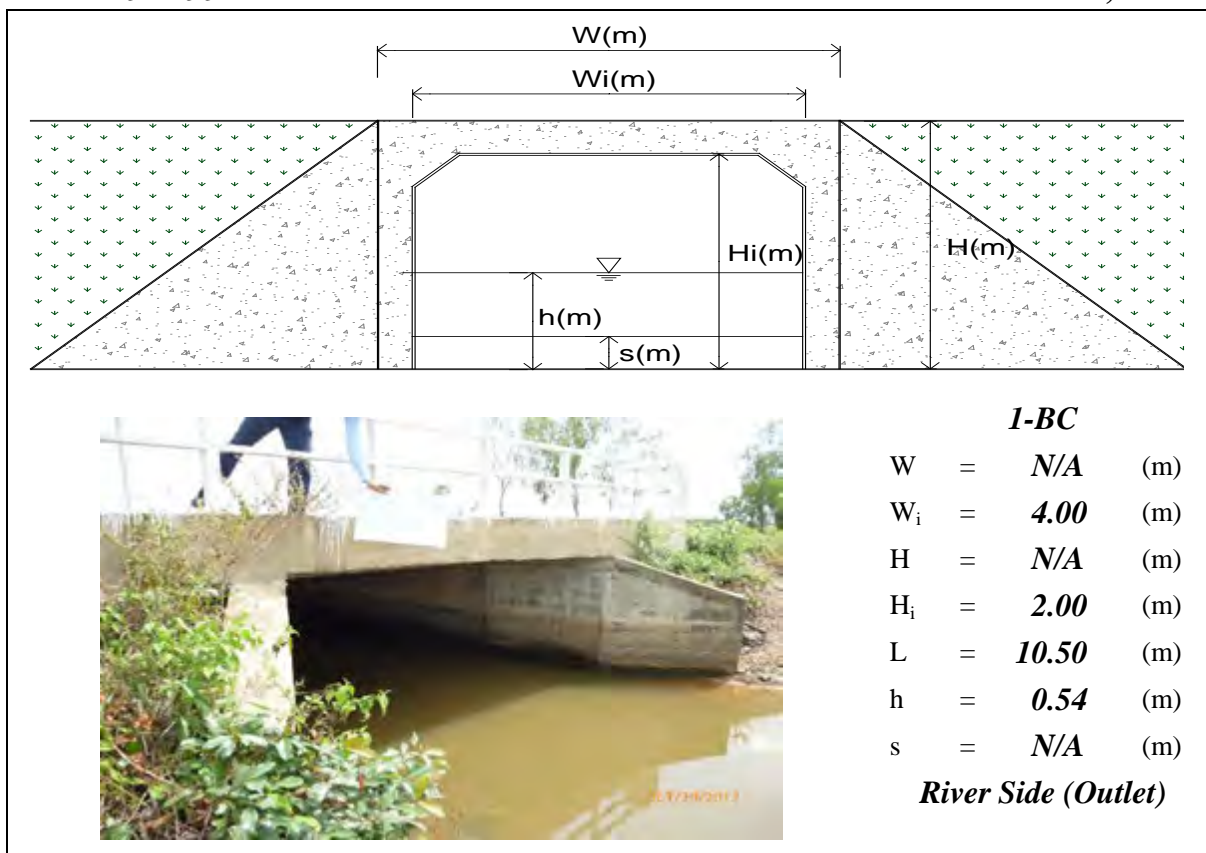 W(m)
Wi(m)
Hi(m)
H(m)
h(m)
s(m)
1-BC
W = N/A (m)
Wi = 4.00 (m)
H = N/A (m)
Hi = 2.00 (m)
L = 10.50 (m)
h = 0.54 (m)
s = N/A (m)
River Side (Outlet)